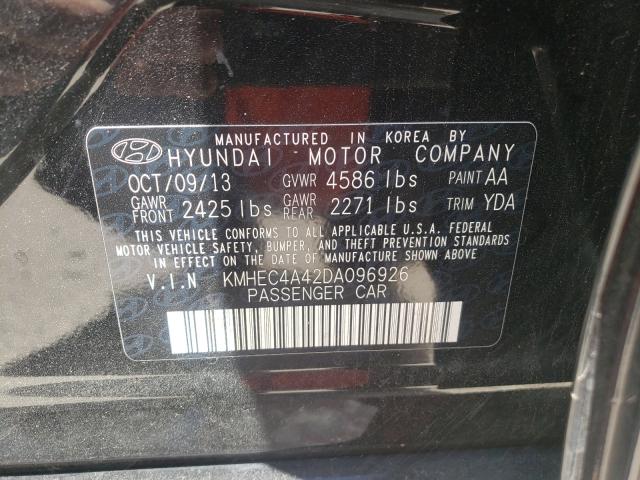 MANUFACTURED IN KOREA BY
HYUNDAI MOTOR COMPANY
OCT/09/13 GVWR 4586 lbs PAINT AA
GAWR FRONT 2425 lbs GAWR REAR 2271 lbs TRIM YDA
THIS VEHICLE CONFORMS TO ALL APPLICABLE U.S.A. FEDERAL
MOTOR VEHICLE SAFETY, BUMPER, AND THEFT PREVENTION STANDARDS
IN EFFECT ON THE DATE OF MANUFACTURE SHOWN ABOVE
V.I.N KMHEC4A42DA096926
PASSENGER CAR